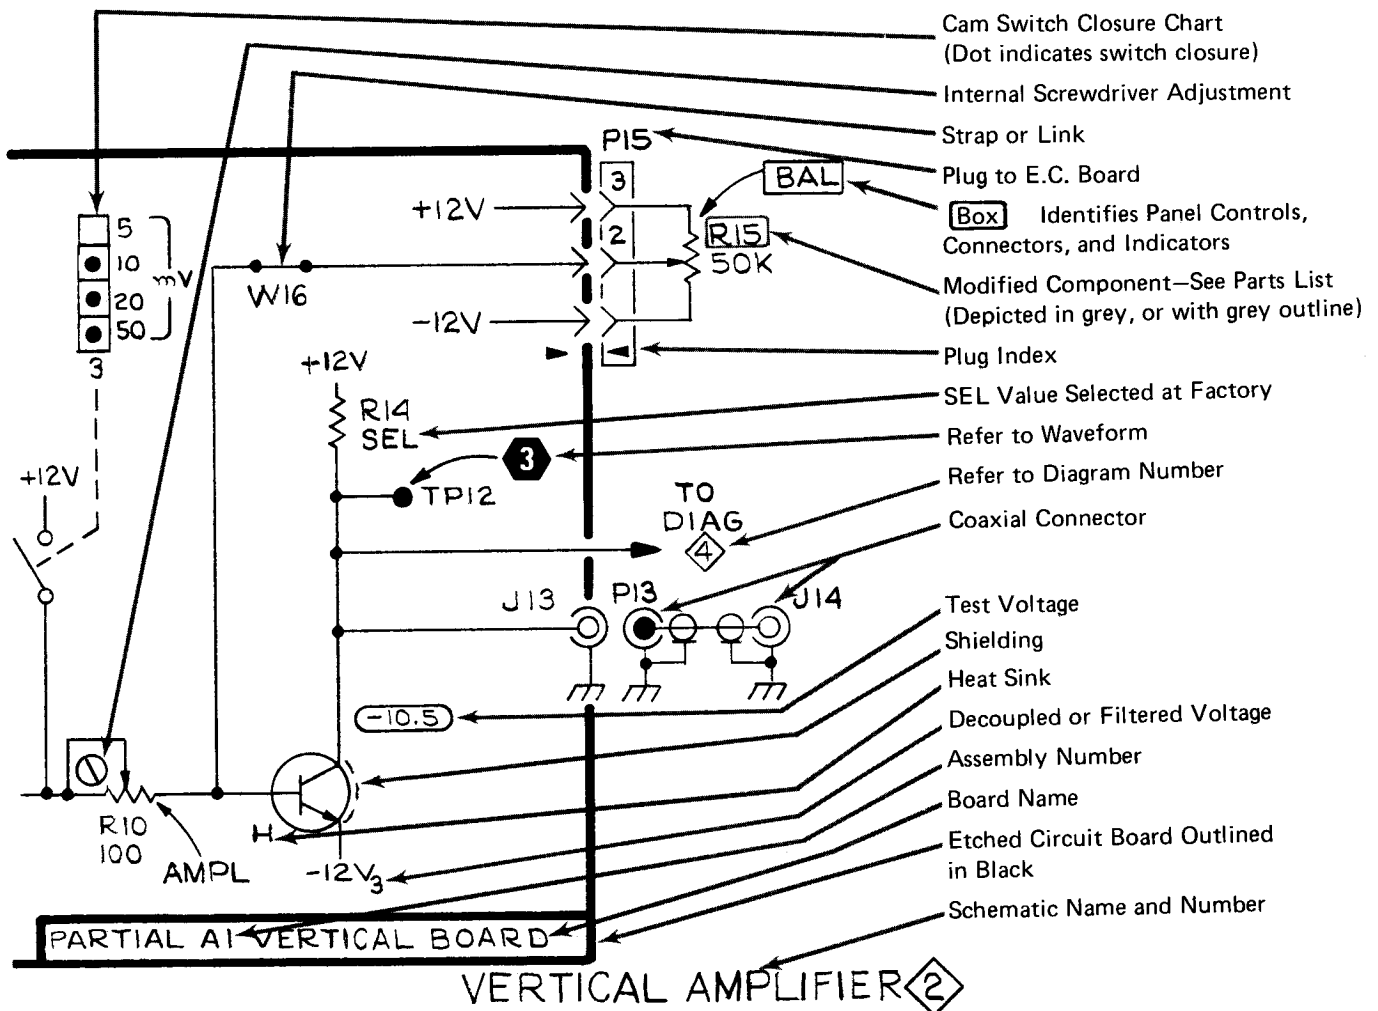 Cam Switch Closure Chart
(Dot indicates switch closure)
Internal Screwdriver Adjustment
Strap or Link
P15
Plug to E.C. Board
BAL
3
Box Identifies Panel Controls,
Connectors, and Indicators
+12V
R15
50K
2
5
10
20
50
mV
3
W16
Modified Component—See Parts List
(Depicted in grey, or with grey outline)
-12V
Plug Index
+12V
SEL Value Selected at Factory
R14
SEL
Refer to Waveform
3
TP12
Refer to Diagram Number
+12V
TO
DIAG
4
Coaxial Connector
J13
P13
J14
Test Voltage
Shielding
Heat Sink
-10.5
Decoupled or Filtered Voltage
Assembly Number
Board Name
R10
100
H
AMPL
-12V3
Etched Circuit Board Outlined
in Black
Schematic Name and Number
PARTIAL A1 VERTICAL BOARD
VERTICAL AMPLIFIER 2